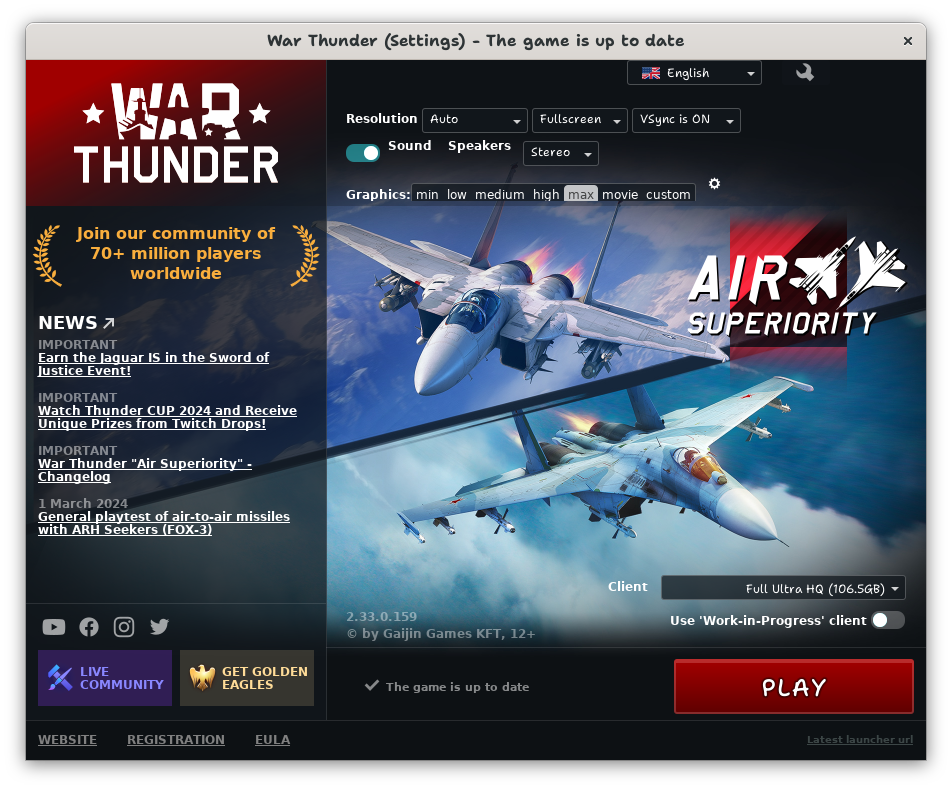 War Thunder (Settings) - The game is up to date
WAR
THUNDER
English
Resolution Auto Fullscreen VSync is ON
Sound Speakers Stereo
Graphics: min low medium high max movie custom
Join our community of
70+ million players
worldwide
AIR
SUPERIORITY
NEWS
IMPORTANT
Earn the Jaguar IS in the Sword of
Justice Event!
IMPORTANT
Watch Thunder CUP 2024 and Receive
Unique Prizes from Twitch Drops!
IMPORTANT
War Thunder "Air Superiority" -
Changelog
1 March 2024
General playtest of air-to-air missiles
with ARH Seekers (FOX-3)
Client Full Ultra HQ (106.5GB)
2.33.0.159
© by Gaijin Games KFT, 12+
Use 'Work-in-Progress' client
LIVE
COMMUNITY
GET GOLDEN
EAGLES
The game is up to date
PLAY
WEBSITE REGISTRATION EULA
Latest launcher url